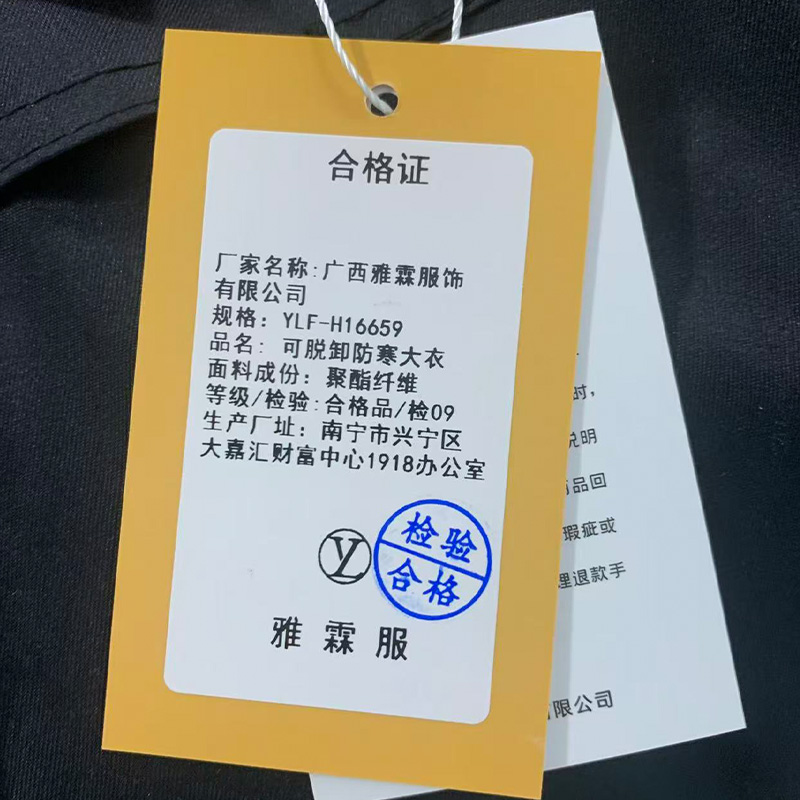 合格证
厂家名称:广西雅霖服饰
有限公司
规格: YLF-H16659
品名: 可脱卸防寒大衣
面料成份: 聚酯纤维
等级/检验:合格品/检09
生产厂址: 南宁市兴宁区
大嘉汇财富中心1918办公室
Y
检验
合格
雅霖服
时,
说明
商品回
瑕疵或
理退款手
有限公司